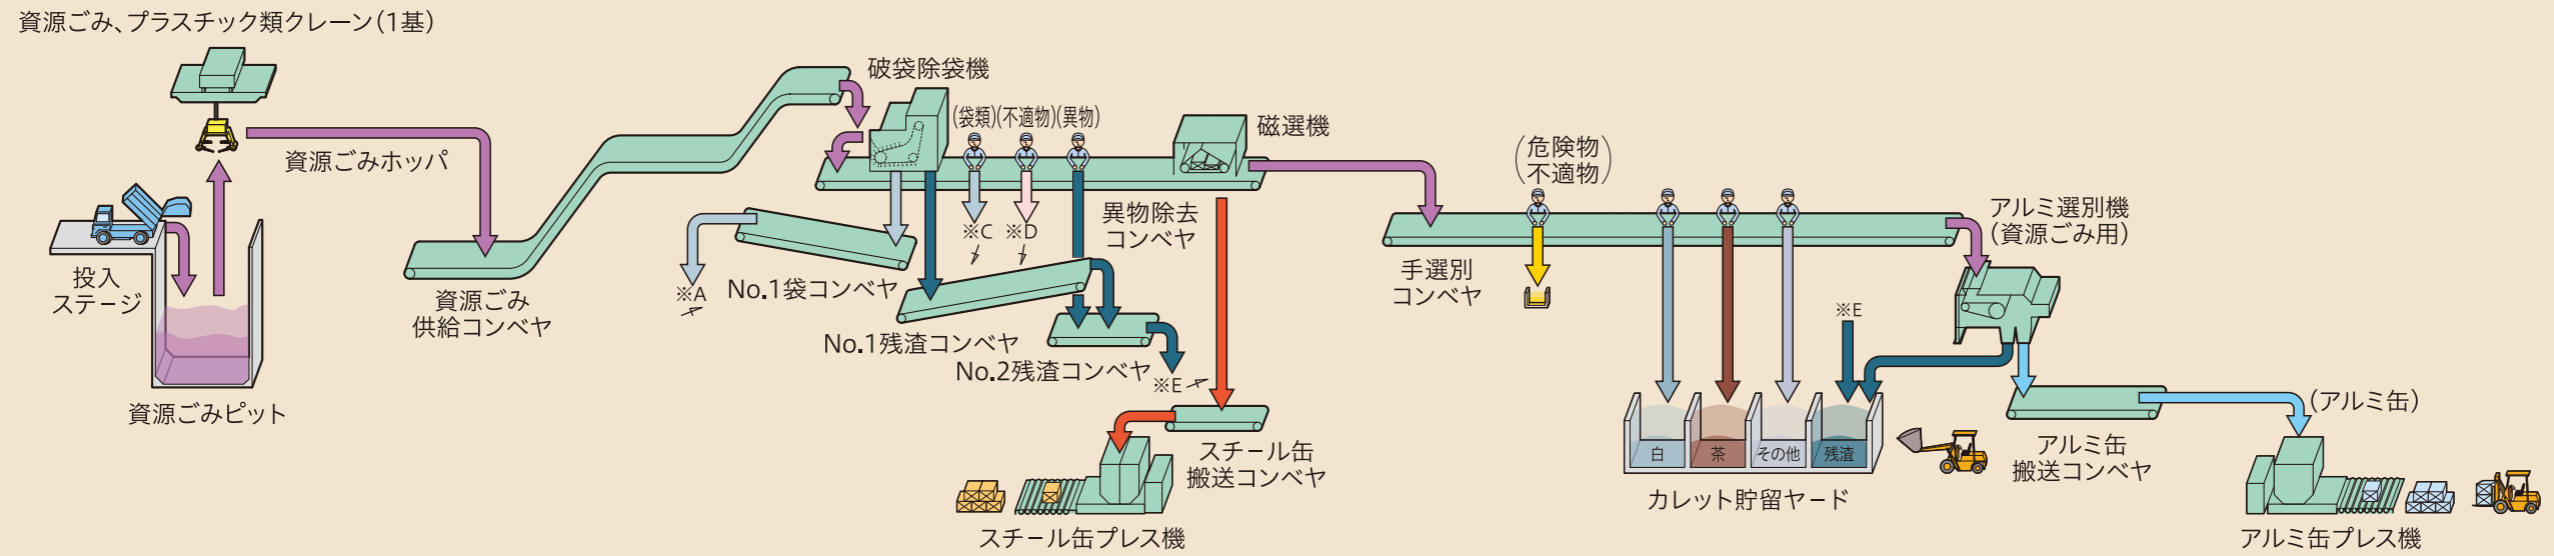 資源ごみ、プラスチック類クレーン(1基)
資源ごみホッパ
投入
ステージ
資源ごみピット
資源ごみ
供給コンベヤ
破袋除袋機
(袋類)(不適物)(異物)
磁選機
※A
No.1袋コンベヤ
※C
※D
異物除去
コンベヤ
No.1残渣コンベヤ
No.2残渣コンベヤ
※E
スチール缶
搬送コンベヤ
スチール缶プレス機
(危険物
不適物)
手選別
コンベヤ
アルミ選別機
(資源ごみ用)
※E
白
茶
その他
残渣
カレット貯留ヤード
アルミ缶
搬送コンベヤ
(アルミ缶)
アルミ缶プレス機